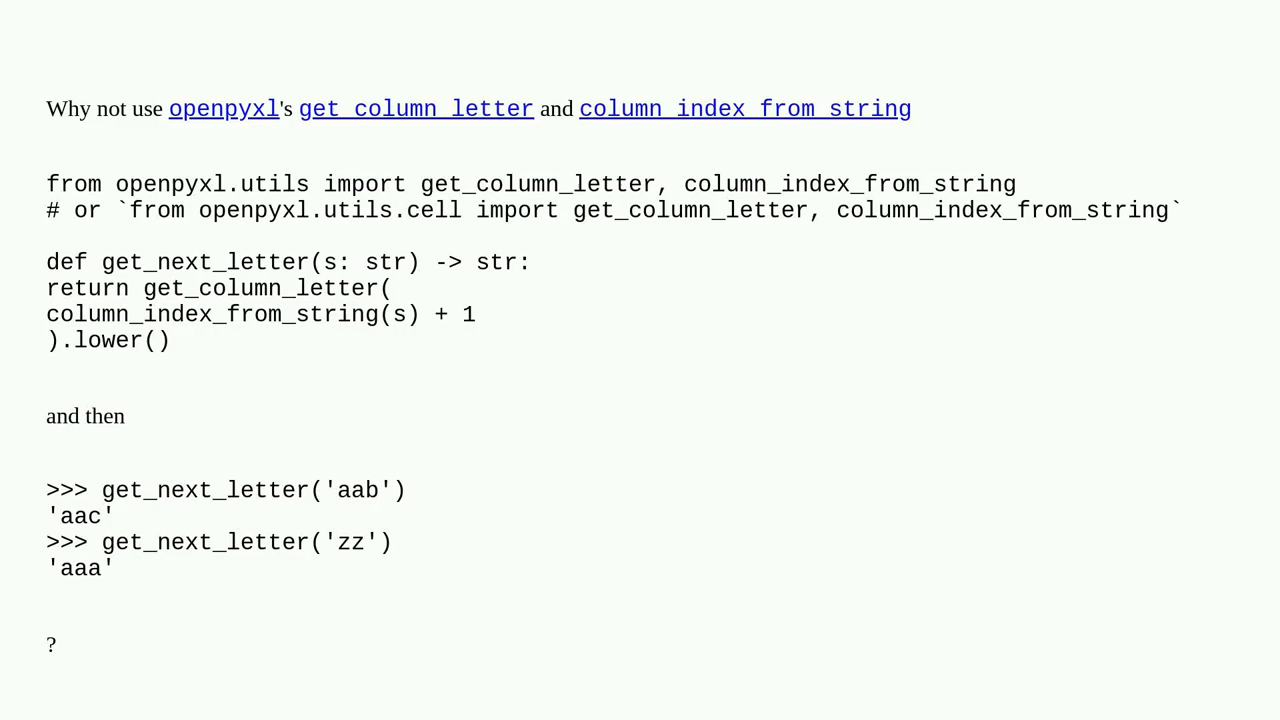 Why not use openpyxl's get_column_letter and column_index_from_string
from openpyxl.utils import get_column_letter, column_index_from_string
# or `from openpyxl.utils.cell import get_column_letter, column_index_from_string`
def get_next_letter(s: str) -> str:
return get_column_letter(
column_index_from_string(s) + 1
).lower()
and then
>>> get_next_letter('aab')
'aac'
>>> get_next_letter('zz')
'aaa'
?